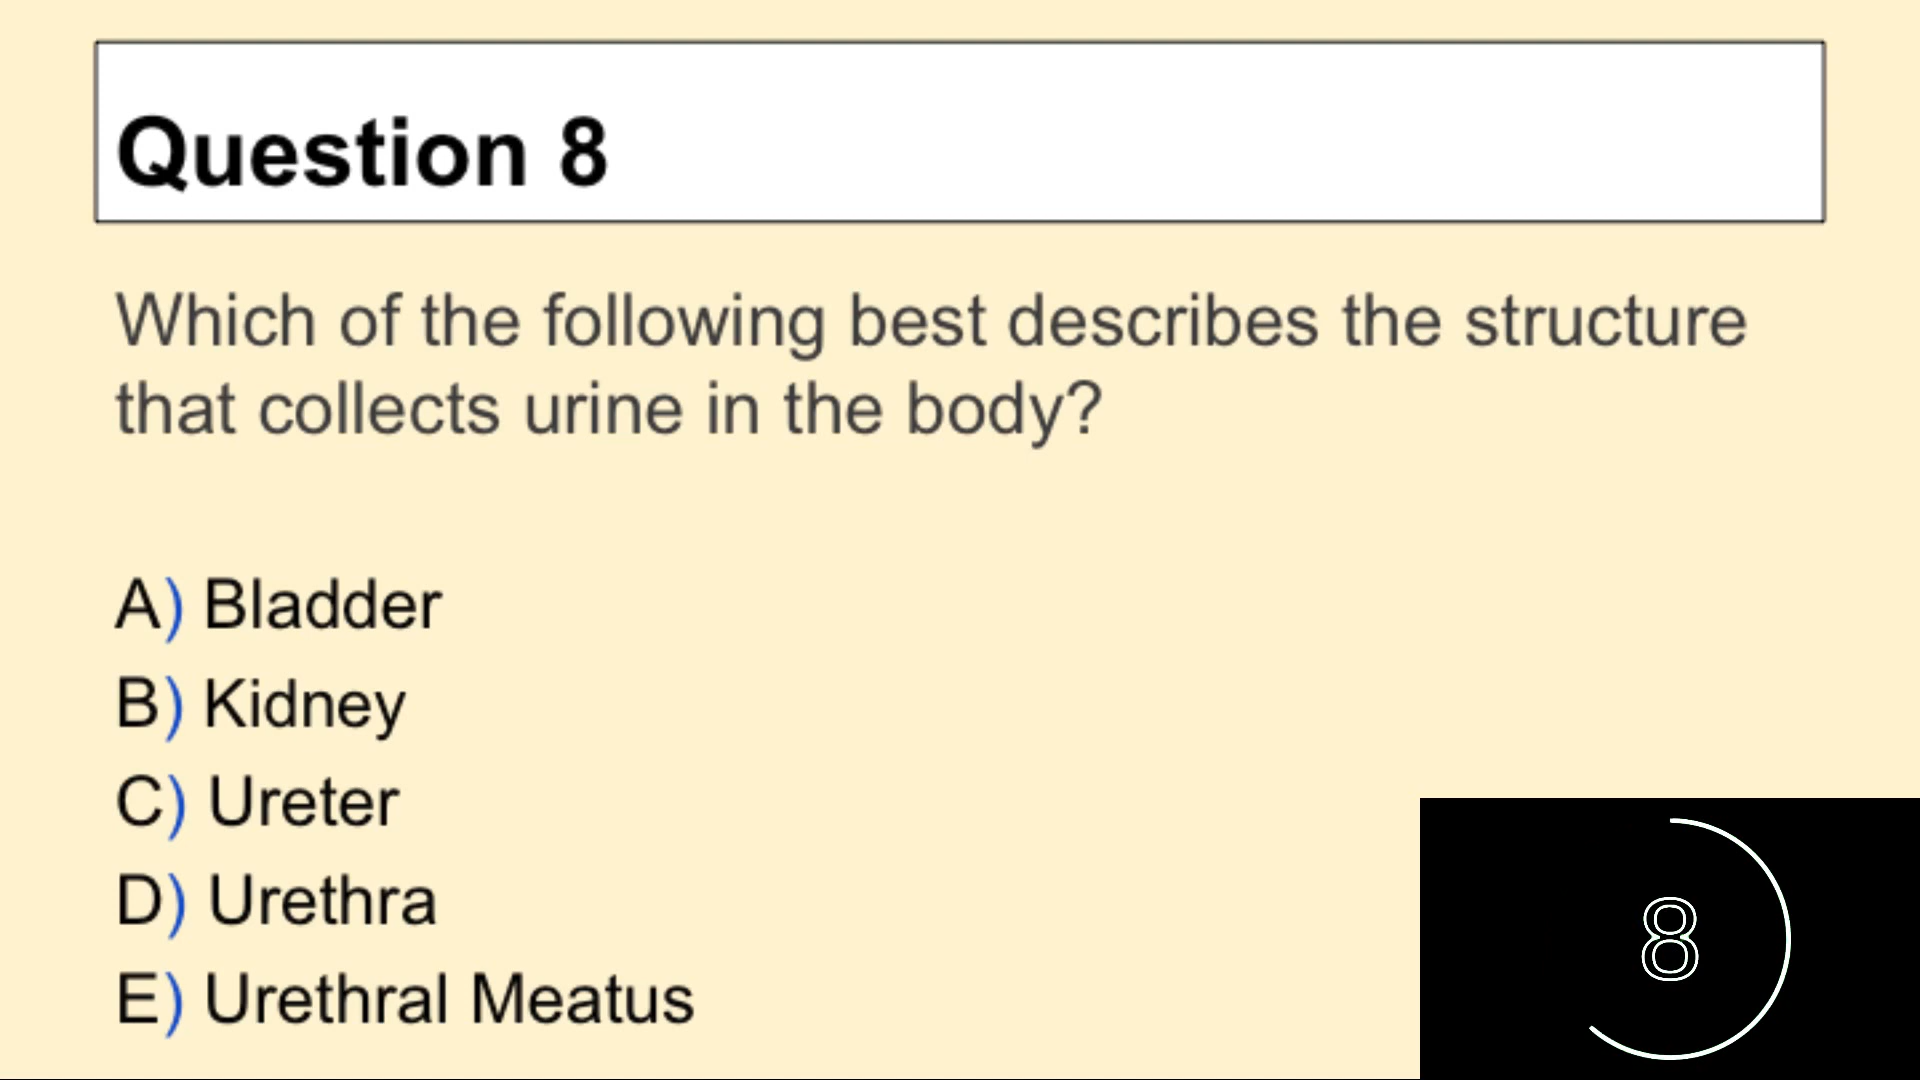 Question 8
Which of the following best describes the structure
that collects urine in the body?
A) Bladder
B) Kidney
C) Ureter
D) Urethra
E) Urethral Meatus
8